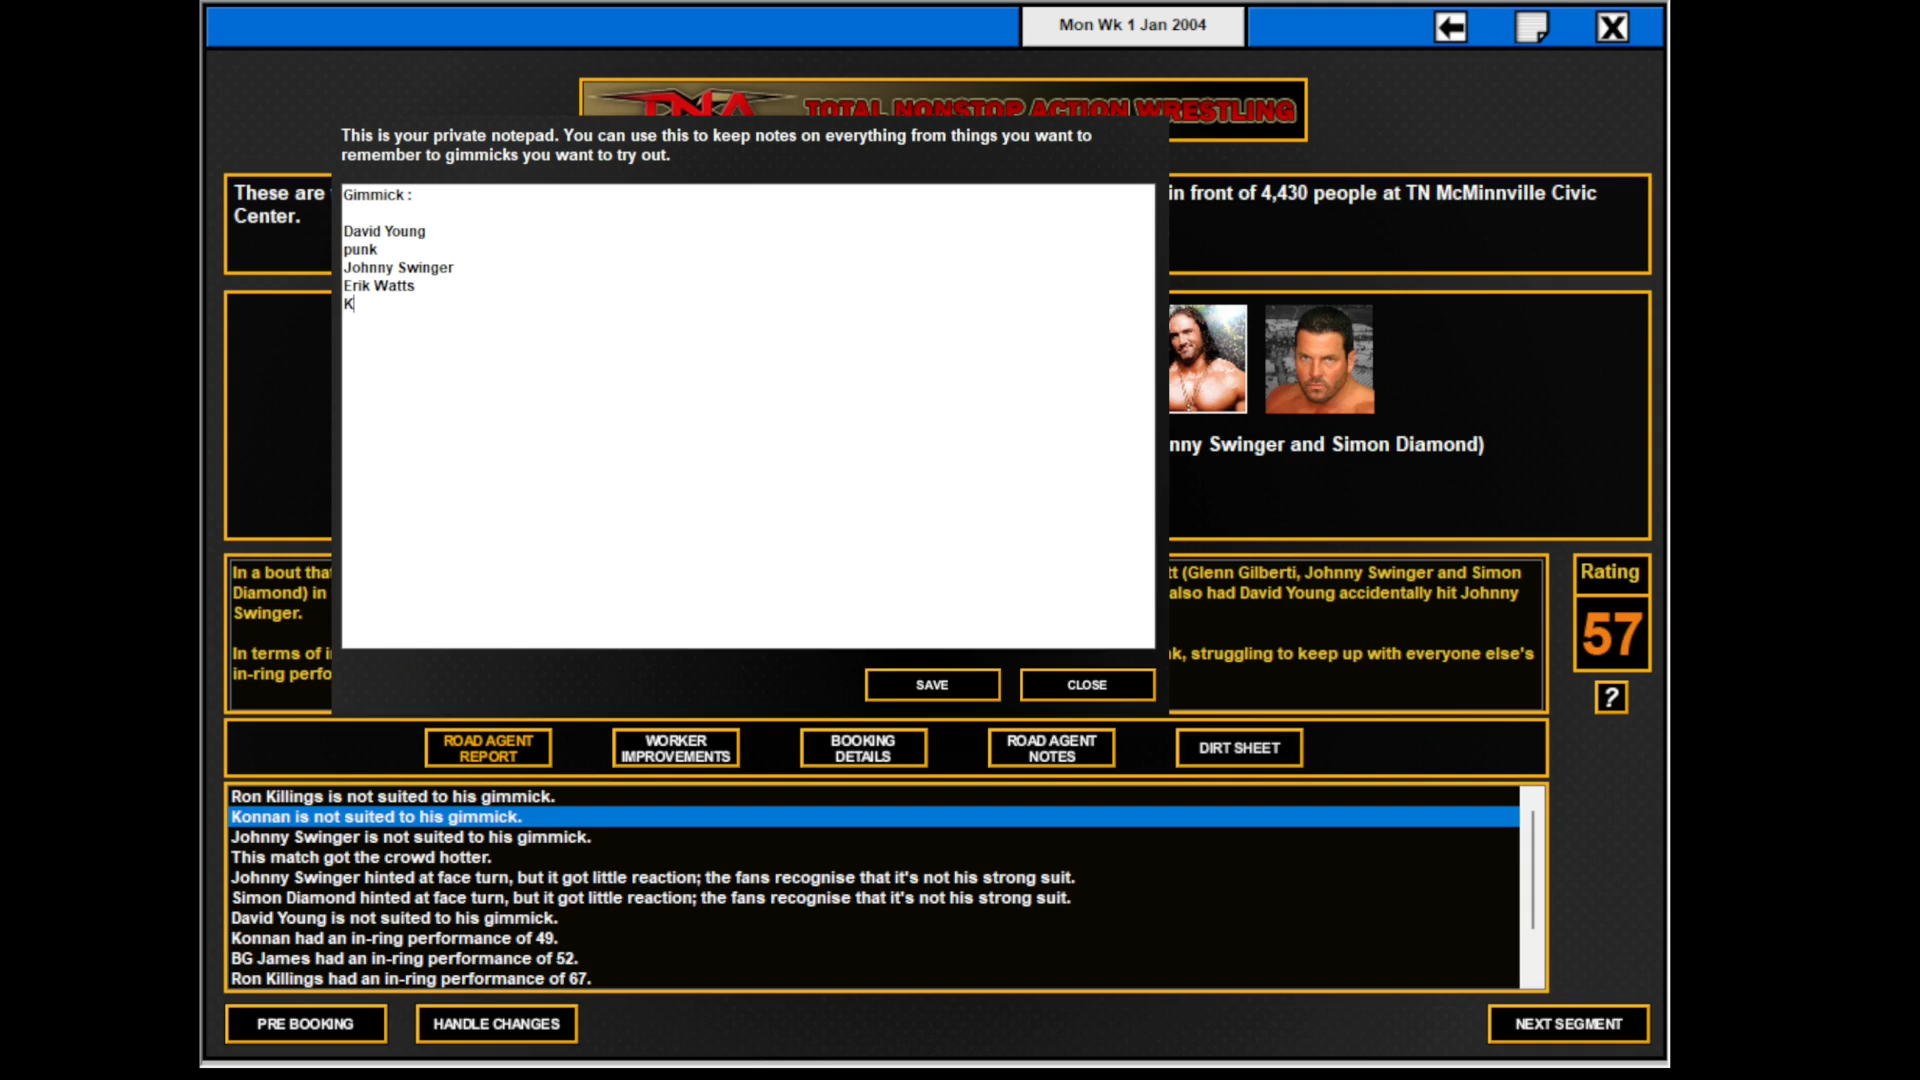 Mon Wk 1 Jan 2004
TNA TOTAL NONSTOP ACTION WRESTLING
This is your private notepad. You can use this to keep notes on everything from things you want to
remember to gimmicks you want to try out.
These are
in front of 4,430 people at TN McMinnville Civic
Center.
Gimmick :
David Young
punk
Johnny Swinger
Erik Watts
K
nny Swinger and Simon Diamond)
In a bout that
tt (Glenn Gilberti, Johnny Swinger and Simon
Diamond) in
also had David Young accidentally hit Johnny
Swinger.
In terms of i
k, struggling to keep up with everyone else's
in-ring perfo
Rating
57
?
SAVE
CLOSE
ROAD AGENT
REPORT
WORKER
IMPROVEMENTS
BOOKING
DETAILS
ROAD AGENT
NOTES
DIRT SHEET
Ron Killings is not suited to his gimmick.
Konnan is not suited to his gimmick.
Johnny Swinger is not suited to his gimmick.
This match got the crowd hotter.
Johnny Swinger hinted at face turn, but it got little reaction; the fans recognise that it's not his strong suit.
Simon Diamond hinted at face turn, but it got little reaction; the fans recognise that it's not his strong suit.
David Young is not suited to his gimmick.
Konnan had an in-ring performance of 49.
BG James had an in-ring performance of 52.
Ron Killings had an in-ring performance of 67.
PRE BOOKING
HANDLE CHANGES
NEXT SEGMENT